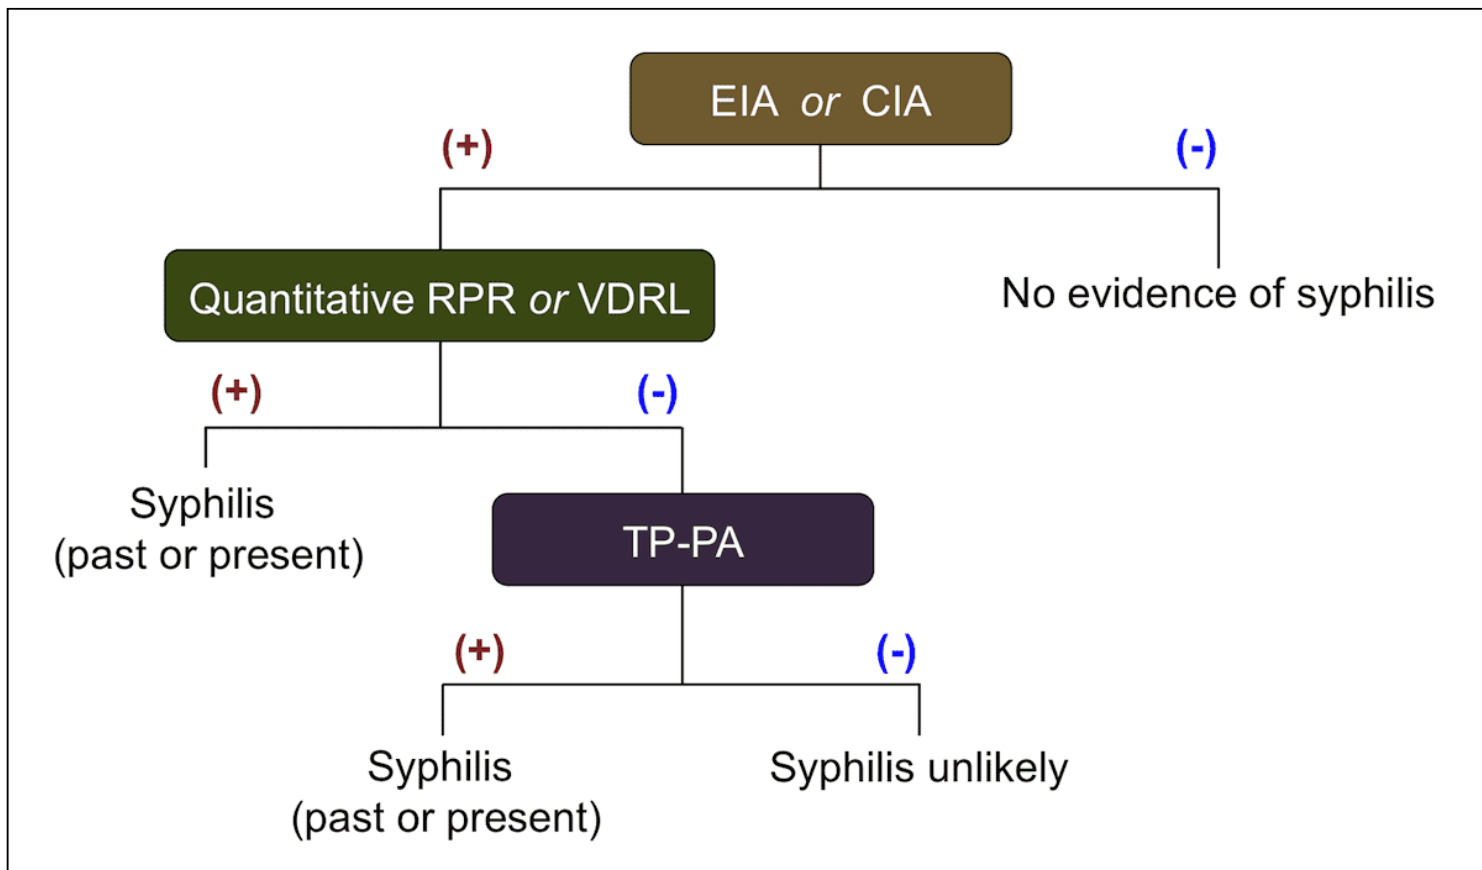 EIA or CIA
(+)
(-)
Quantitative RPR or VDRL
No evidence of syphilis
(+)
(-)
Syphilis
(past or present)
TP-PA
(+)
(-)
Syphilis
(past or present)
Syphilis unlikely